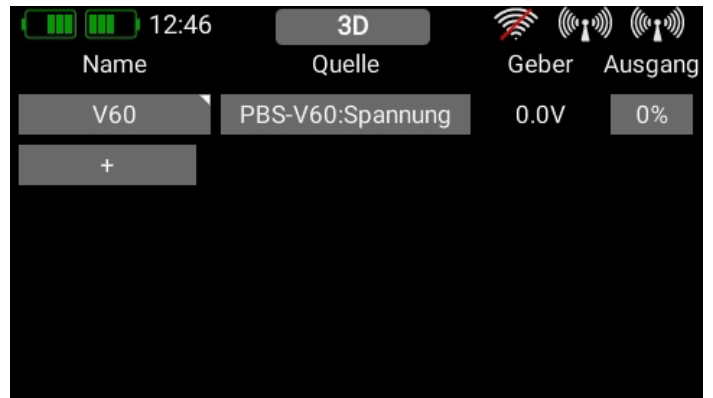 12:46 3D
Name Quelle Geber Ausgang
V60 PBS-V60:Spannung 0.0V 0%
+